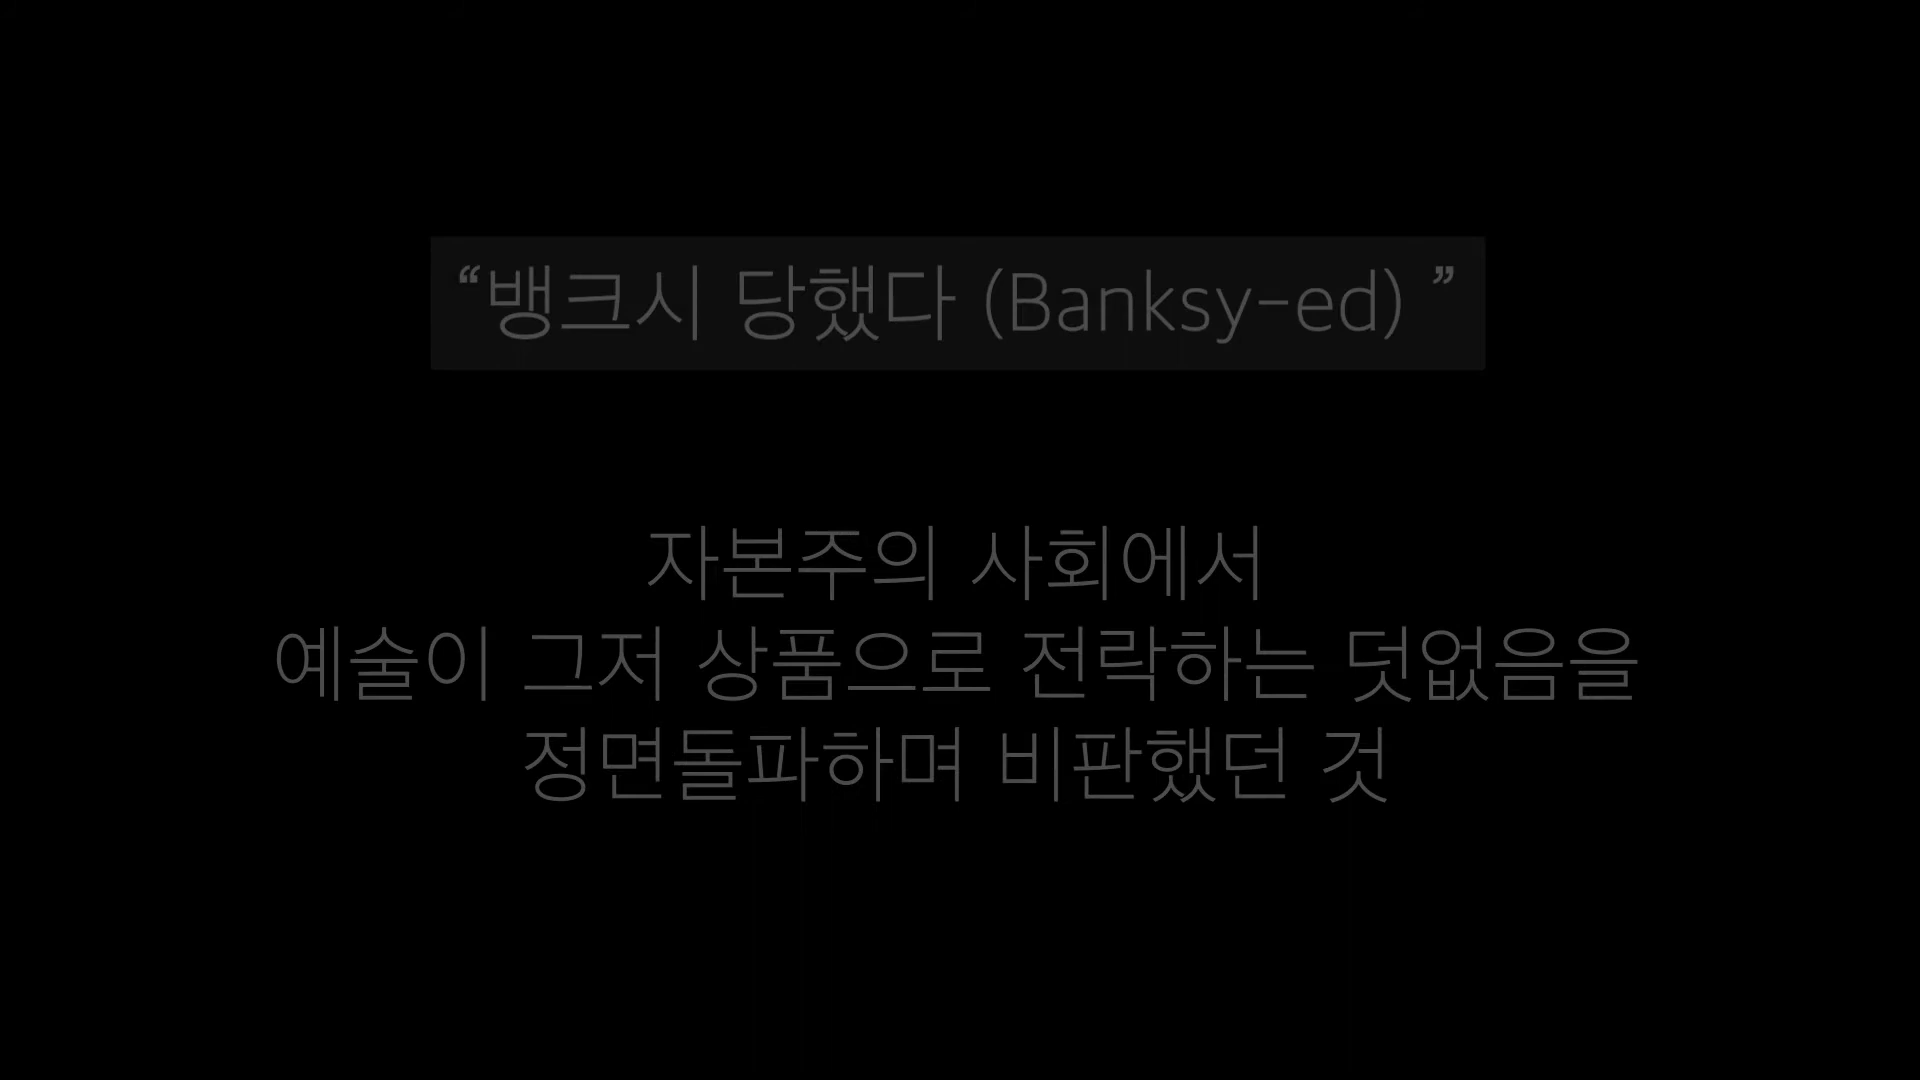 “뱅크시 당했다 (Banksy-ed) ”
자본주의 사회에서
예술이 그저 상품으로 전락하는 덧없음을
정면돌파하며 비판했던 것